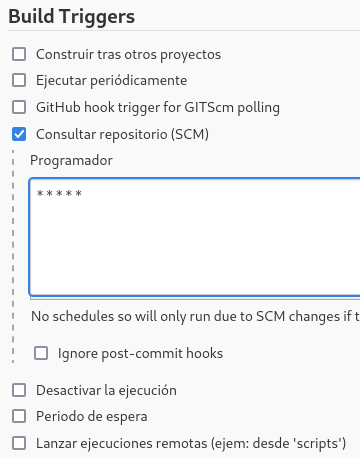 Build Triggers
Construir tras otros proyectos
Ejecutar periódicamente
GitHub hook trigger for GITScm polling
Consultar repositorio (SCM)
Programador
* * * * *
No schedules so will only run due to SCM changes if t
Ignore post-commit hooks
Desactivar la ejecución
Periodo de espera
Lanzar ejecuciones remotas (ejem: desde 'scripts')